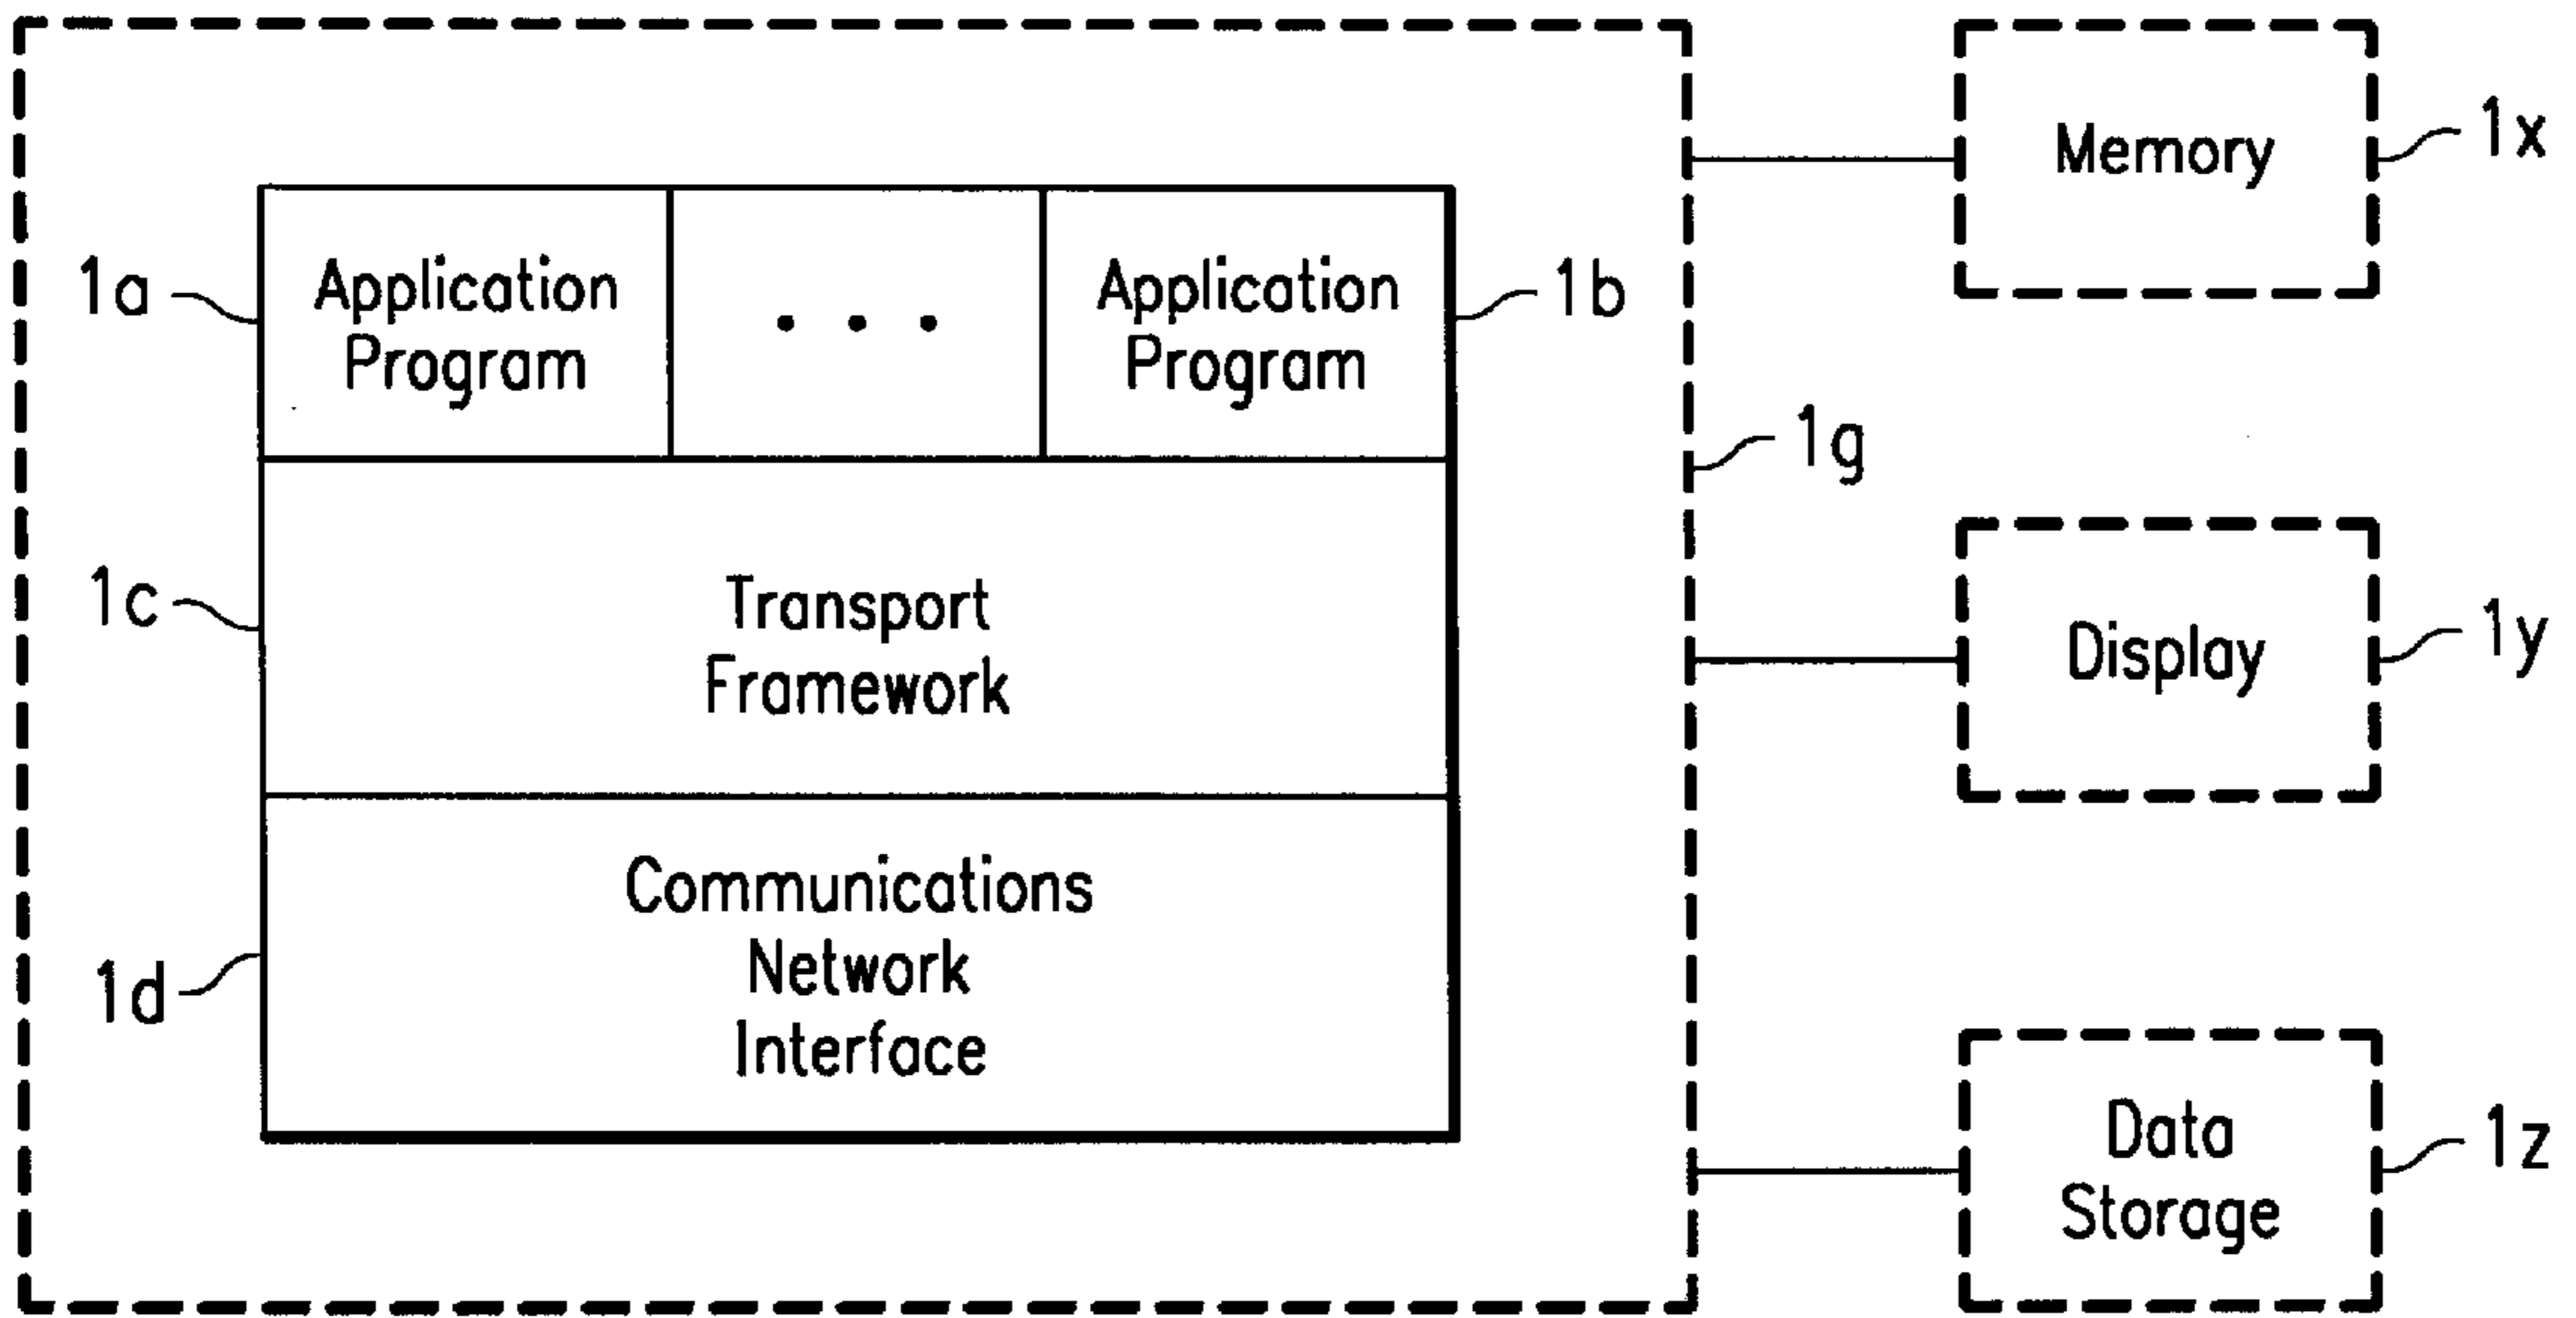 1a
Application
Program
. . .
Application
Program
1b
1c
Transport
Framework
1d
Communications
Network
Interface
1g
Memory
1x
Display
1y
Data
Storage
1z